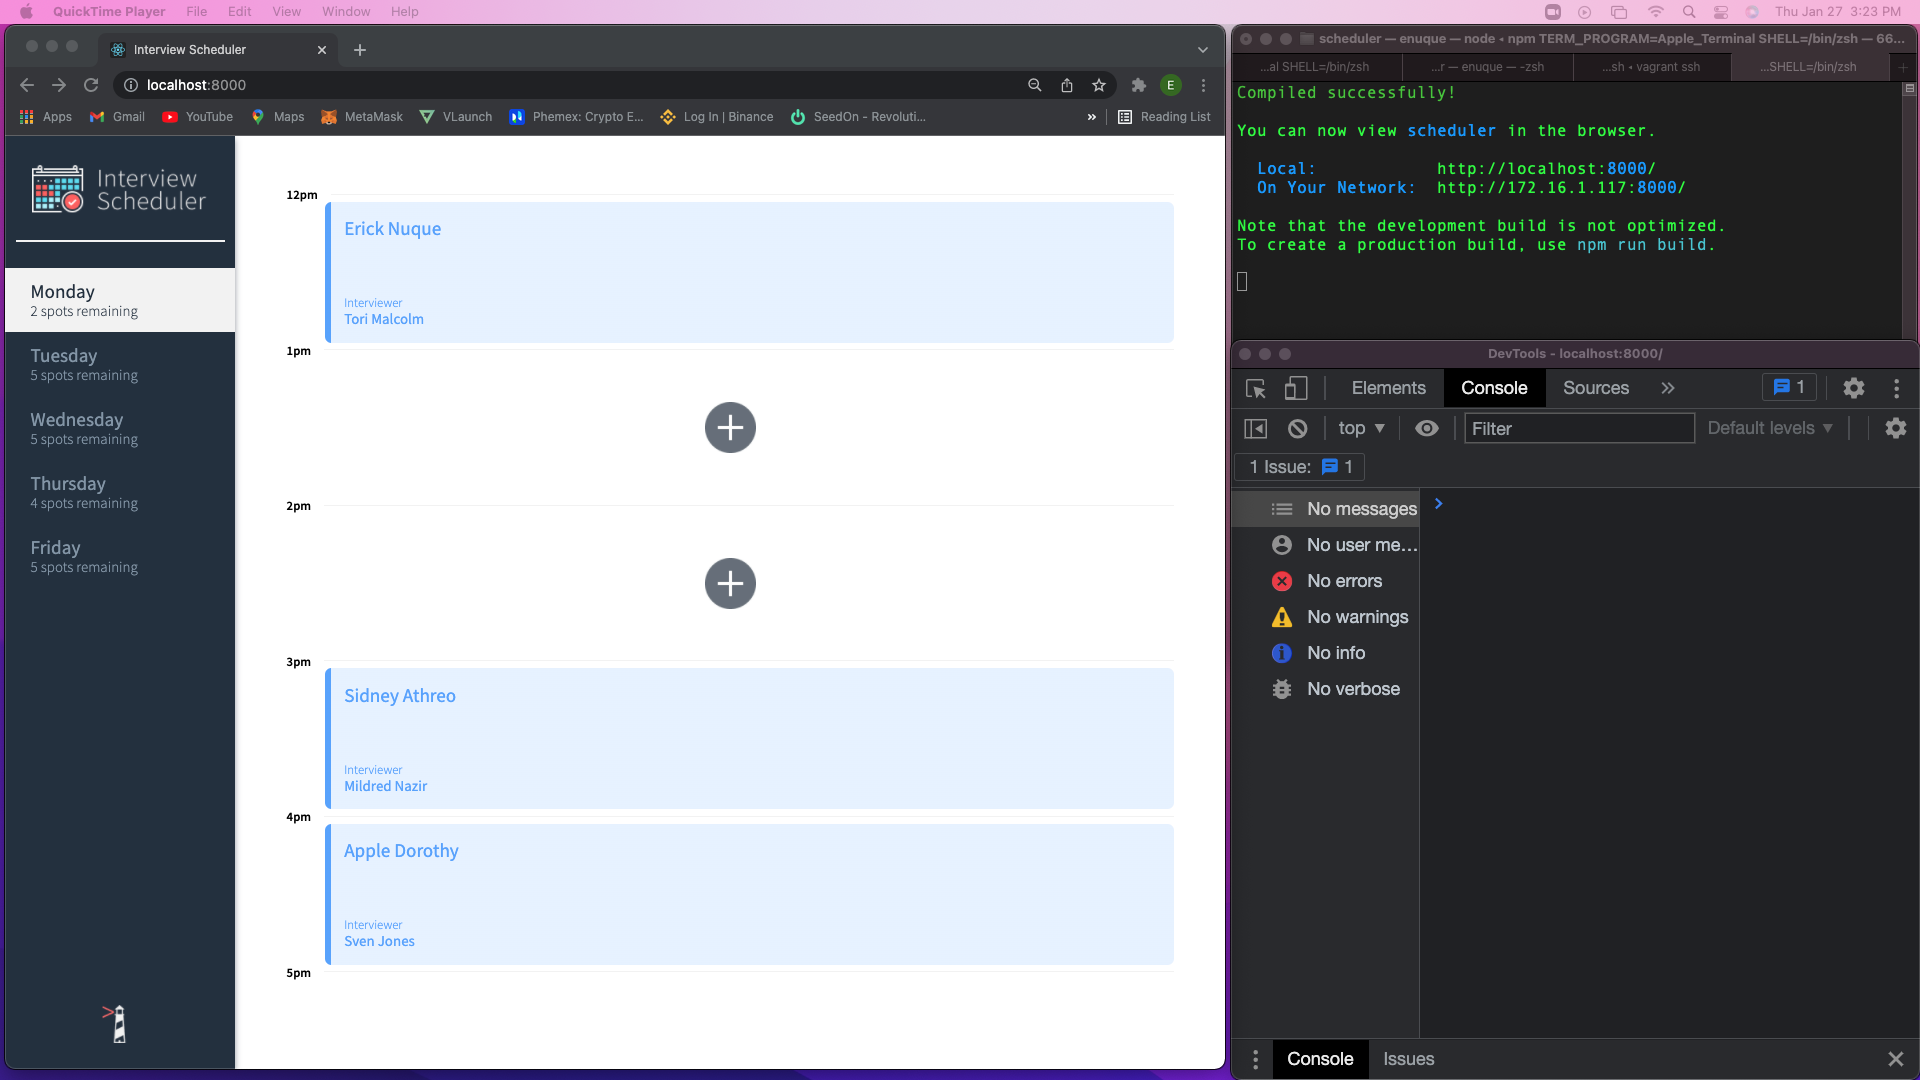 QuickTime Player File Edit View Window Help Thu Jan 27 3:23 PM
Interview Scheduler
localhost:8000 E
Apps Gmail YouTube Maps MetaMask VLaunch Phemex: Crypto E... Log In | Binance SeedOn - Revoluti... » Reading List
Interview
Scheduler
Monday
2 spots remaining
Tuesday
5 spots remaining
Wednesday
5 spots remaining
Thursday
4 spots remaining
Friday
5 spots remaining
12pm
Erick Nuque
Interviewer
Tori Malcolm
1pm
2pm
3pm
Sidney Athreo
Interviewer
Mildred Nazir
4pm
Apple Dorothy
Interviewer
Sven Jones
5pm
scheduler — enuque — node ◂ npm TERM_PROGRAM=Apple_Terminal SHELL=/bin/zsh — 66...
...al SHELL=/bin/zsh ...r — enuque — -zsh ...sh ◂ vagrant ssh ...SHELL=/bin/zsh
Compiled successfully!
You can now view scheduler in the browser.
Local: http://localhost:8000/
On Your Network: http://172.16.1.117:8000/
Note that the development build is not optimized.
To create a production build, use npm run build.
DevTools - localhost:8000/
Elements Console Sources » 1
top Filter Default levels
1 Issue: 1
No messages
No user me...
No errors
No warnings
No info
No verbose
Console Issues